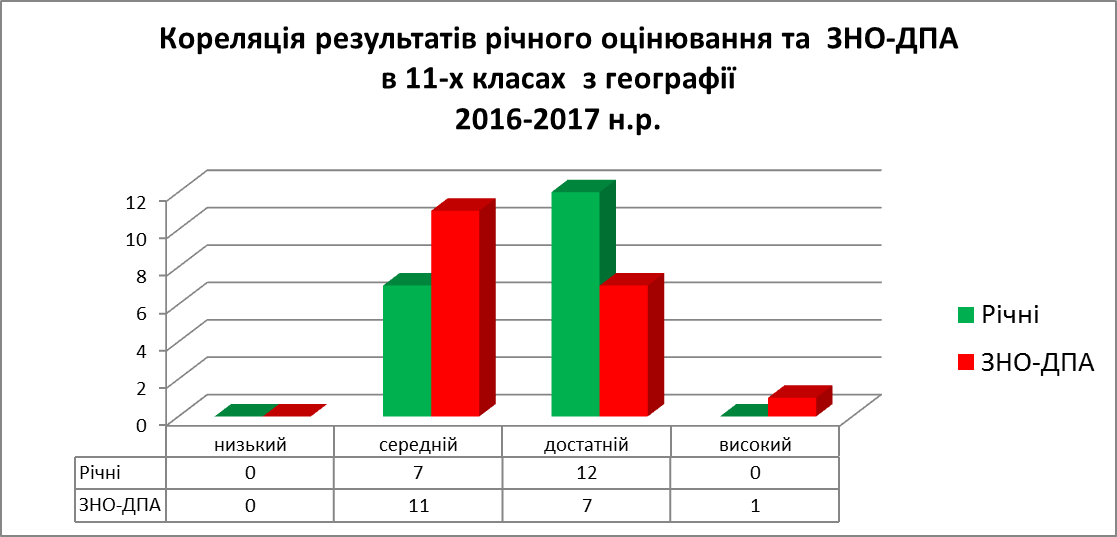 Кореляція результатів річного оцінювання та ЗНО-ДПА
в 11-х класах з географії
2016-2017 н.р.
12
10
8
6
4
2
0
Річні
ЗНО-ДПА
низький середній достатній високий
Річні 0 7 12 0
ЗНО-ДПА 0 11 7 1